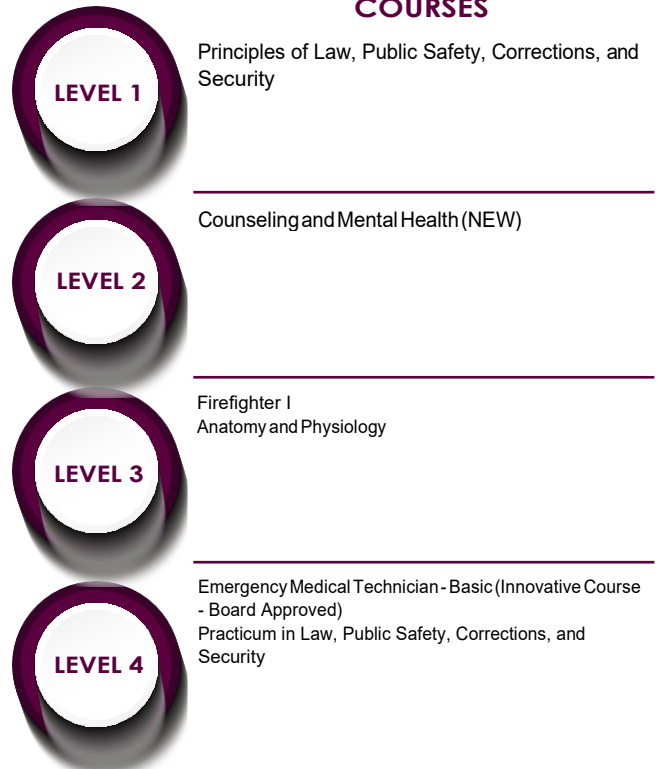 COURSES
LEVEL 1
Principles of Law, Public Safety, Corrections, and
Security
LEVEL 2
Counseling and Mental Health (NEW)
LEVEL 3
Firefighter I
Anatomy and Physiology
LEVEL 4
Emergency Medical Technician - Basic (Innovative Course
- Board Approved)
Practicum in Law, Public Safety, Corrections, and
Security